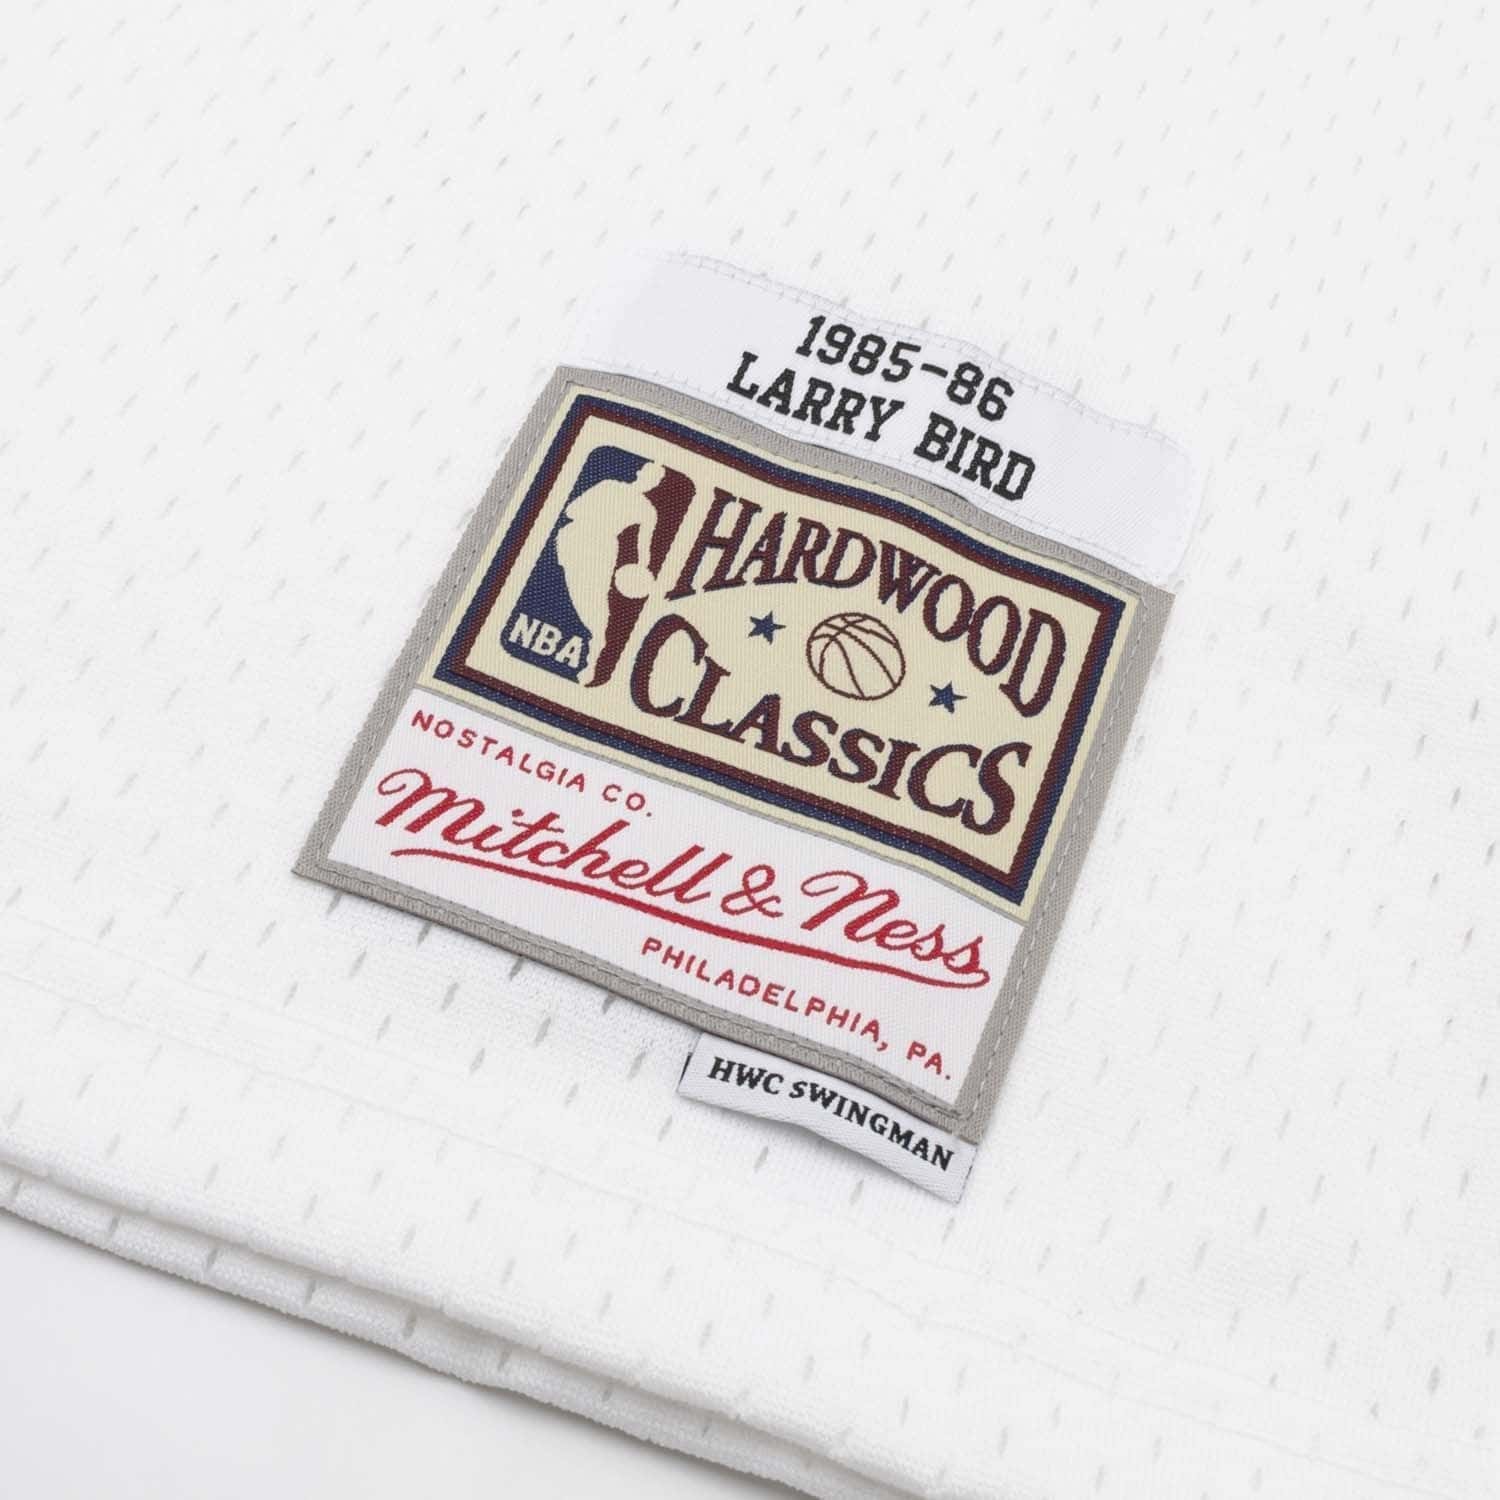 1985-86
LARRY BIRD
NBA
HARDWOOD
CLASSICS
NOSTALGIA CO.
Mitchell & Ness
PHILADELPHIA, PA.
HWC SWINGMAN